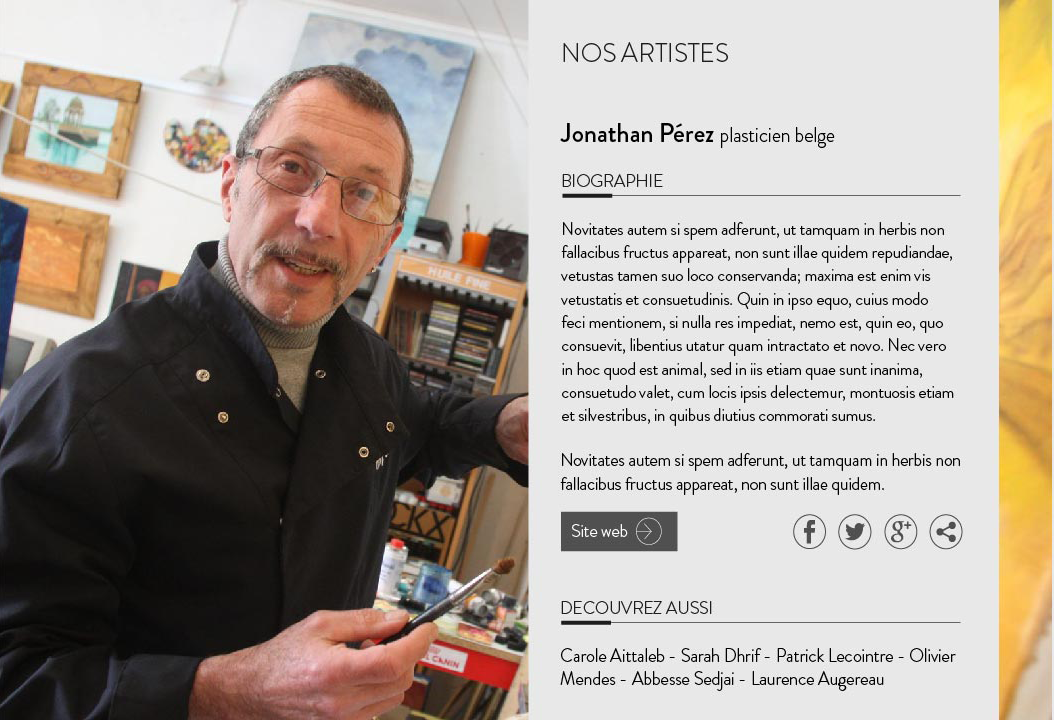 NOS ARTISTES
Jonathan Pérez plasticien belge
BIOGRAPHIE
Novitates autem si spem adferunt, ut tamquam in herbis non
fallacibus fructus appareat, non sunt illae quidem repudiandae,
vetustas tamen suo loco conservanda; maxima est enim vis
vetustatis et consuetudinis. Quin in ipso equo, cuius modo
feci mentionem, si nulla res impediat, nemo est, quin eo, quo
consuevit, libentius utatur quam intractato et novo. Nec vero
in hoc quod est animal, sed in iis etiam quae sunt inanima,
consuetudo valet, cum locis ipsis delectemur, montuosis etiam
et silvestribus, in quibus diutius commorati sumus.
Novitates autem si spem adferunt, ut tamquam in herbis non
fallacibus fructus appareat, non sunt illae quidem.
Site web
f g+
DECOUVREZ AUSSI
Carole Aittaleb - Sarah Dhrif - Patrick Lecointre - Olivier
Mendes - Abbesse Sedjai - Laurence Augereau
HUILE FINE